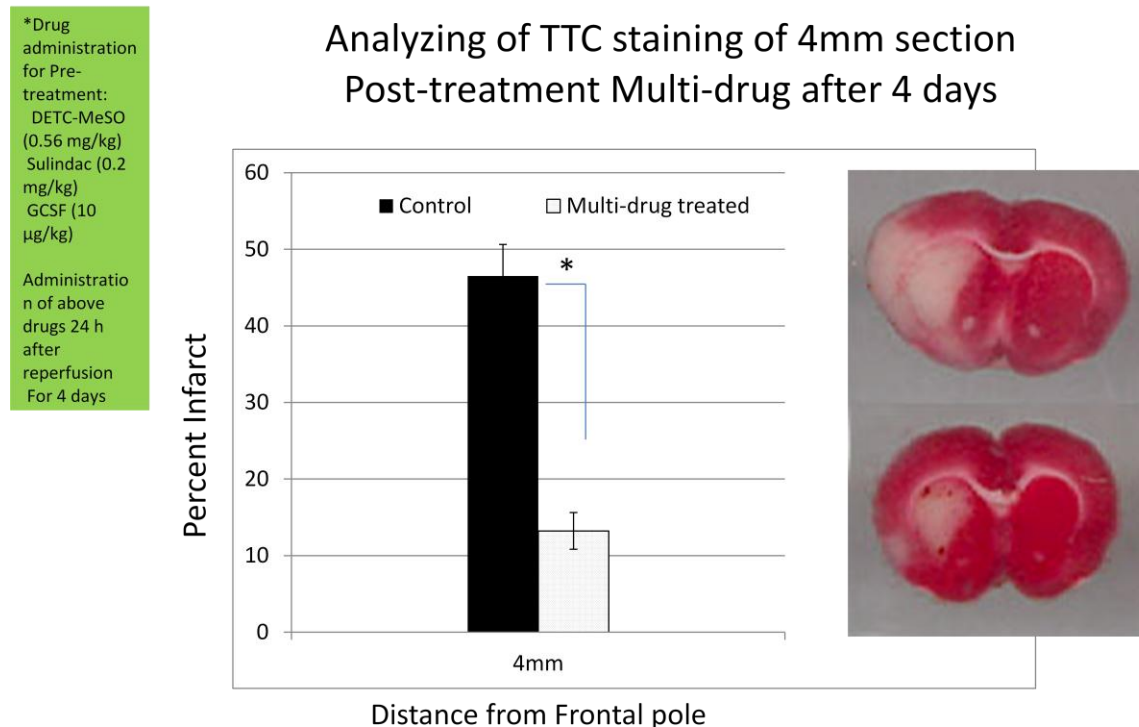 *Drug
administration
for Pre-
treatment:
DETC-MeSO
(0.56 mg/kg)
Sulindac (0.2
mg/kg)
GCSF (10
µg/kg)
Administratio
n of above
drugs 24 h
after
reperfusion
For 4 days
Analyzing of TTC staining of 4mm section
Post-treatment Multi-drug after 4 days
60
Control Multi-drug treated
50
*
40
30
20
10
0
Percent Infarct
4mm
Distance from Frontal pole